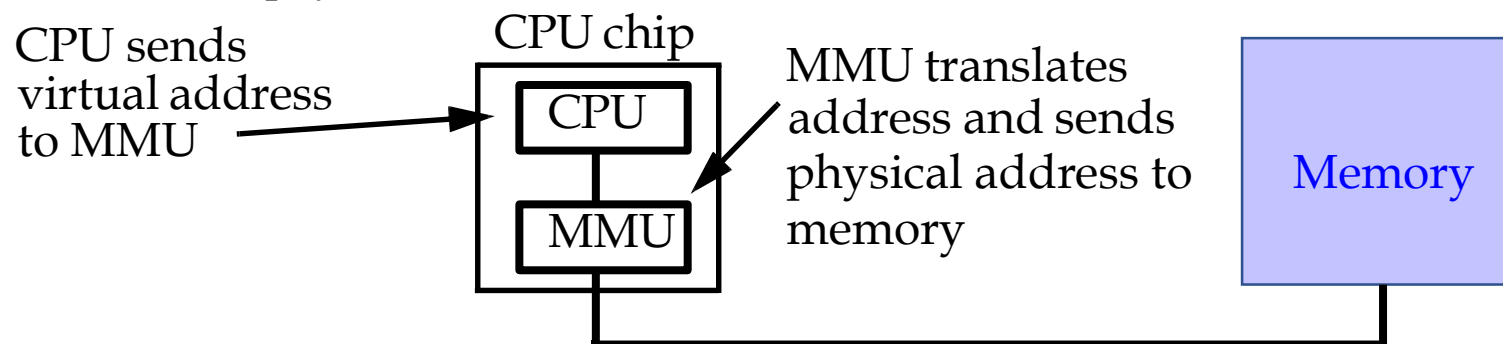 CPU sends
virtual address
to MMU
CPU chip
CPU
MMU
MMU translates
address and sends
physical address to
memory
Memory